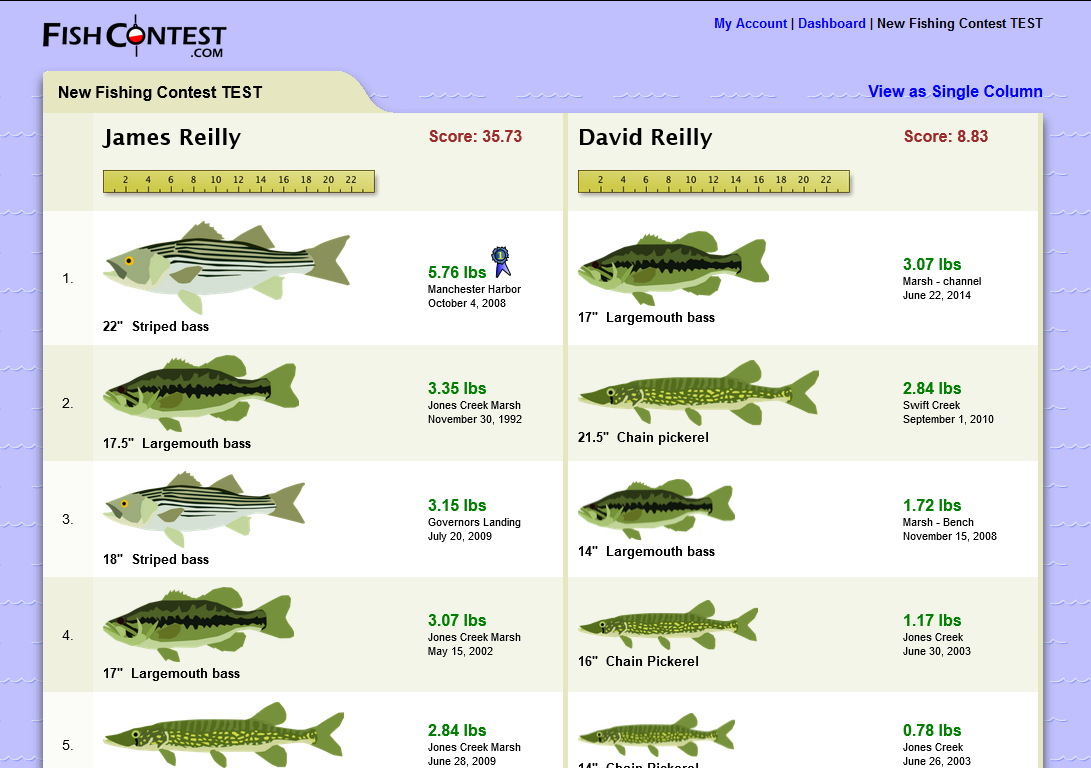 FISHCONTEST
.COM
My Account | Dashboard | New Fishing Contest TEST
New Fishing Contest TEST
View as Single Column
James Reilly
Score: 35.73
2 4 6 8 10 12 14 16 18 20 22
David Reilly
Score: 8.83
2 4 6 8 10 12 14 16 18 20 22
1.
22" Striped bass
5.76 lbs
1
Manchester Harbor
October 4, 2008
17" Largemouth bass
3.07 lbs
Marsh - channel
June 22, 2014
2.
17.5" Largemouth bass
3.35 lbs
Jones Creek Marsh
November 30, 1992
21.5" Chain pickerel
2.84 lbs
Swift Creek
September 1, 2010
3.
18" Striped bass
3.15 lbs
Governors Landing
July 20, 2009
14" Largemouth bass
1.72 lbs
Marsh - Bench
November 15, 2008
4.
17" Largemouth bass
3.07 lbs
Jones Creek Marsh
May 15, 2002
16" Chain Pickerel
1.17 lbs
Jones Creek
June 30, 2003
5.
2.84 lbs
Jones Creek Marsh
June 28, 2009
14" Chain Pickerel
0.78 lbs
Jones Creek
June 26, 2003